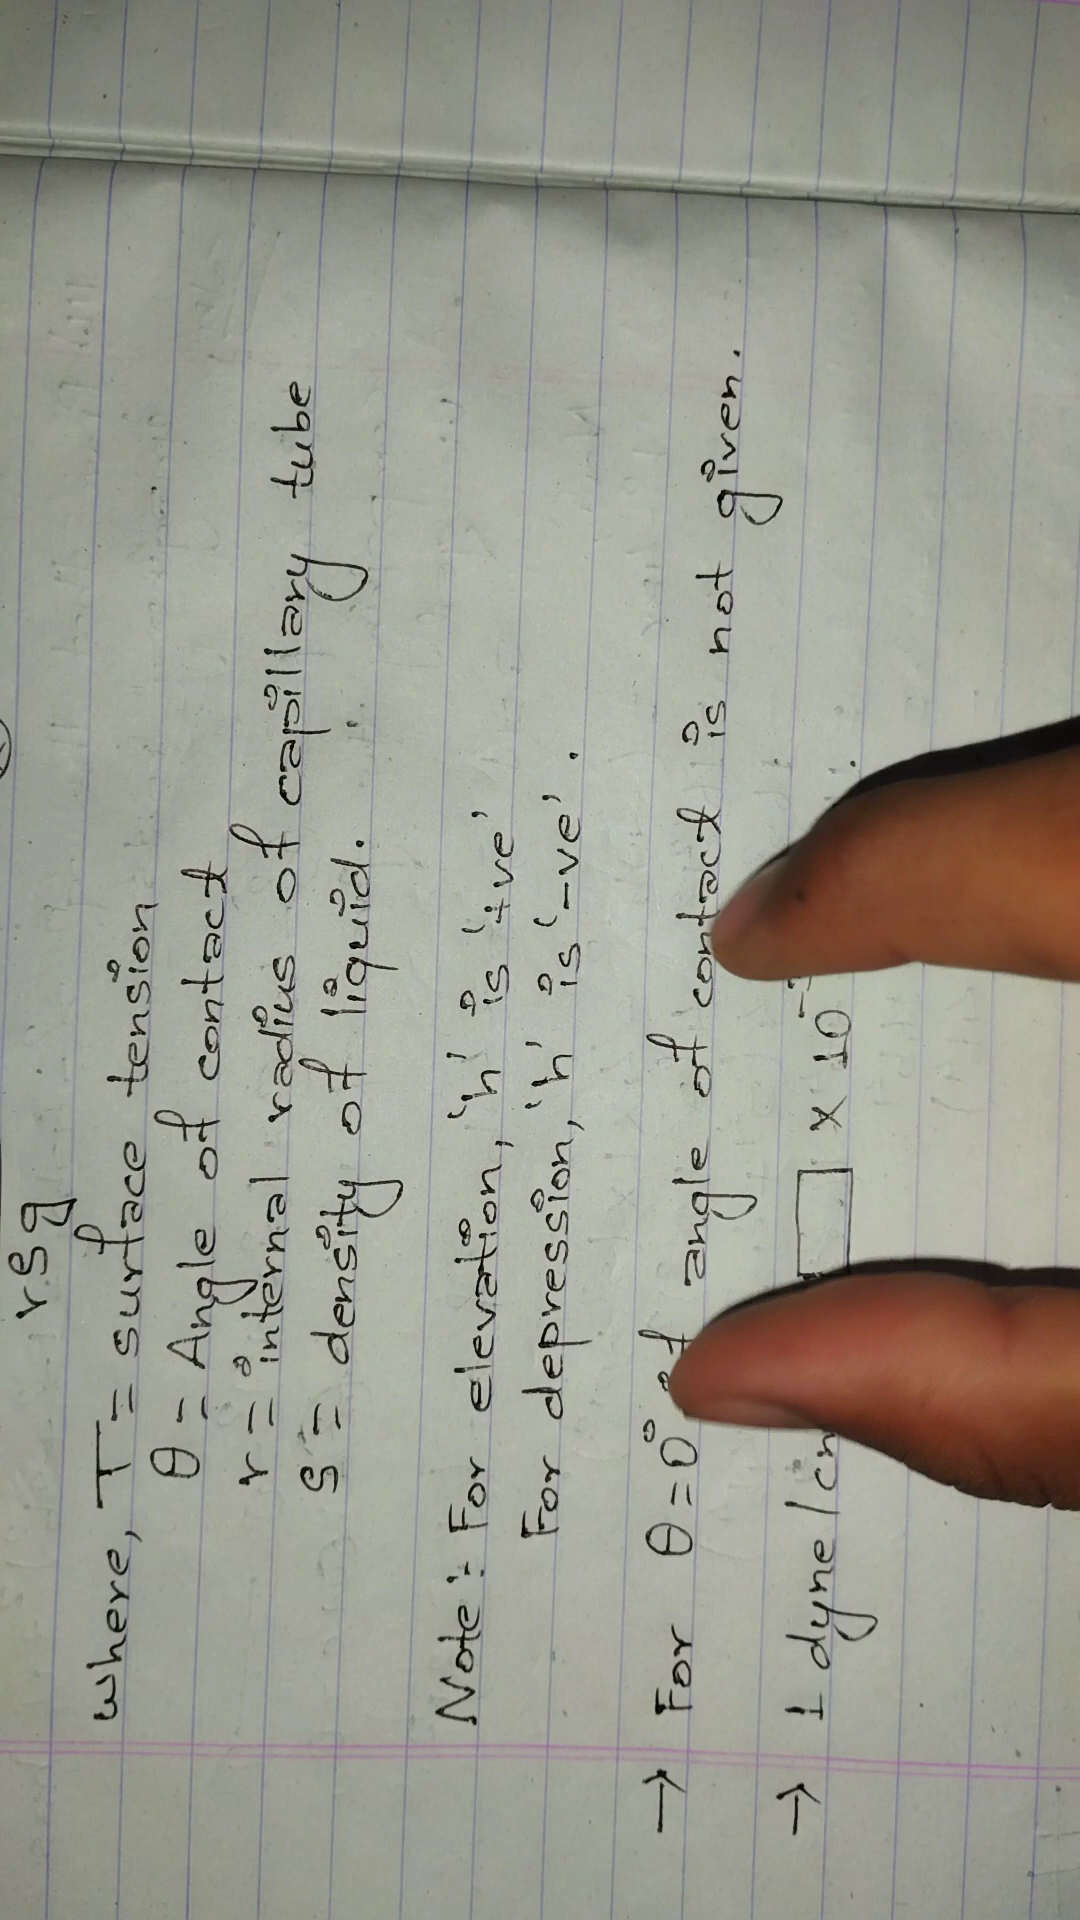 rρg
where, T = surface tension
θ = Angle of contact
r = internal radius of capillary tube
ρ = density of liquid.
Note :- For elevation, 'h' is '+ve'
For depression, 'h' is '-ve'.
→ For θ = 0° angle of contact is not given.
→ 1 dyne/ × 10